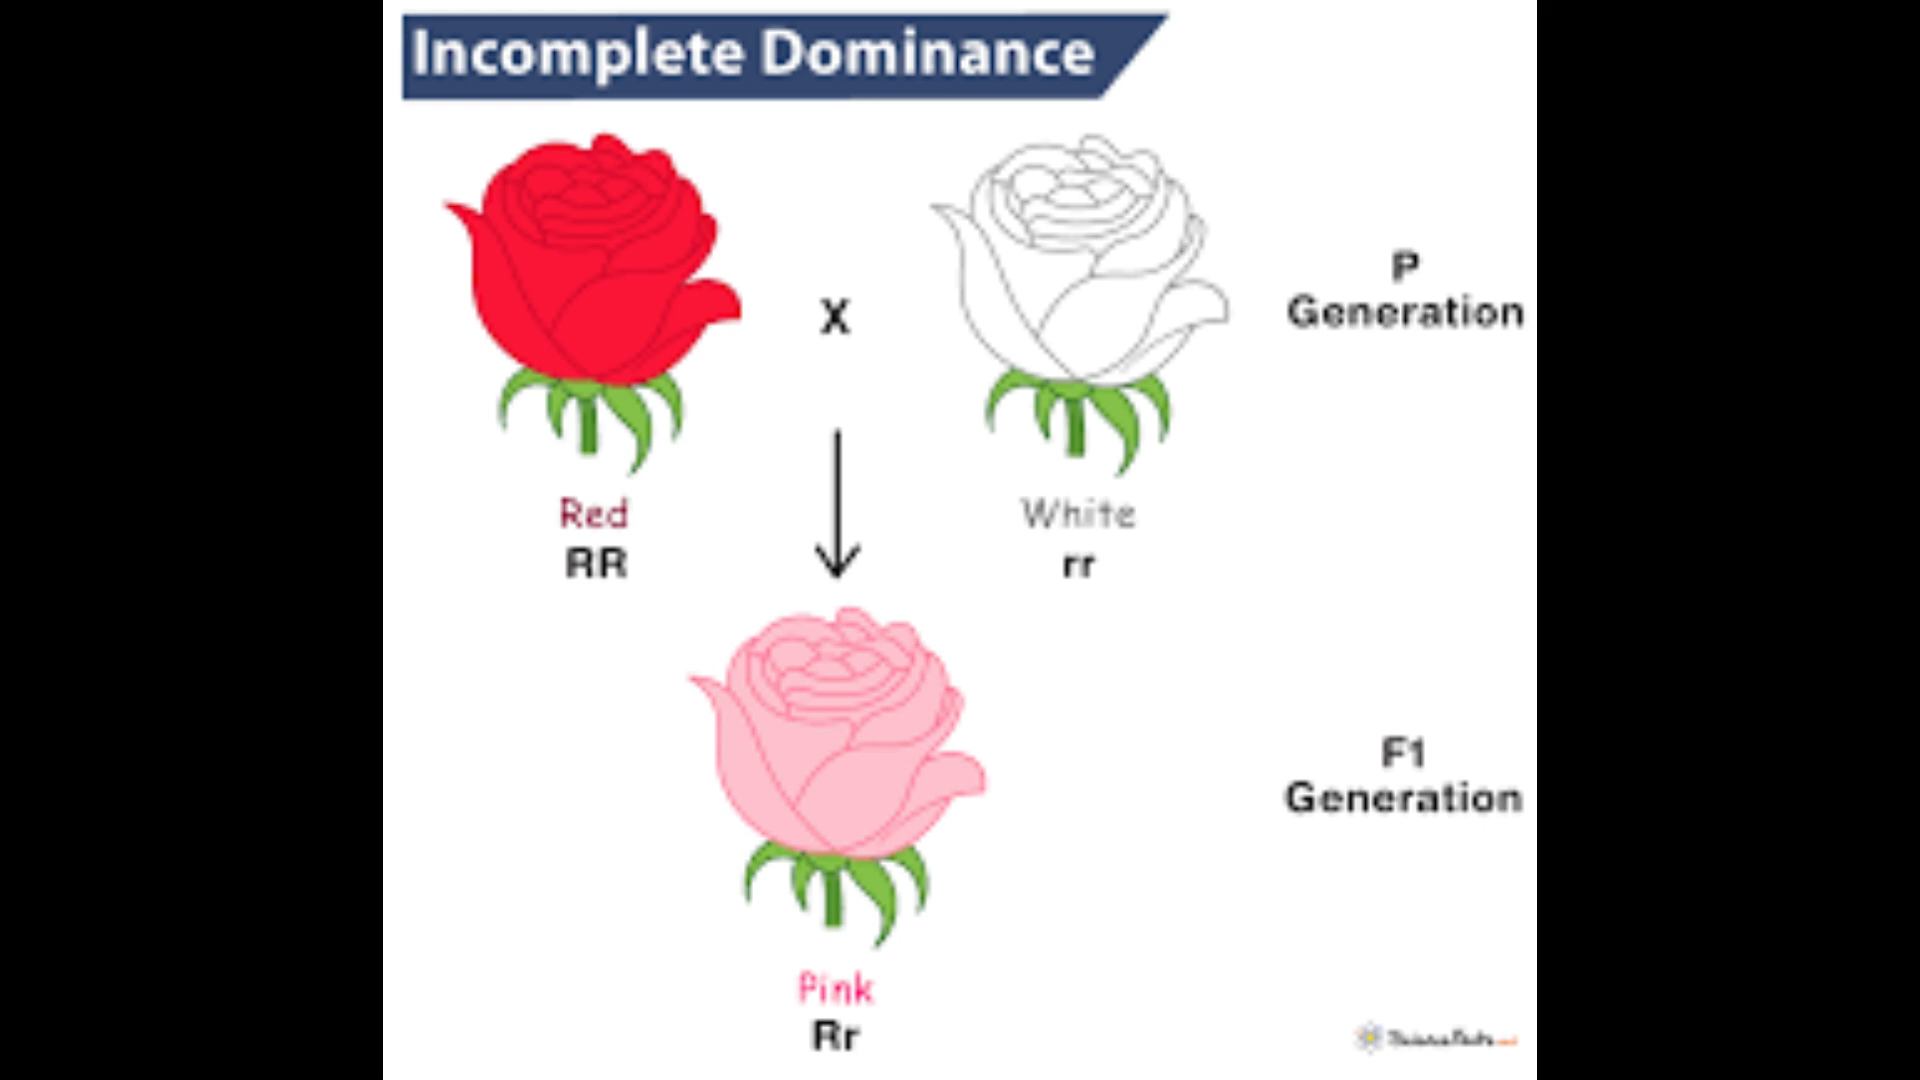 Incomplete Dominance
X
P
Generation
Red
White
RR
rr
F1
Generation
Pink
Rr